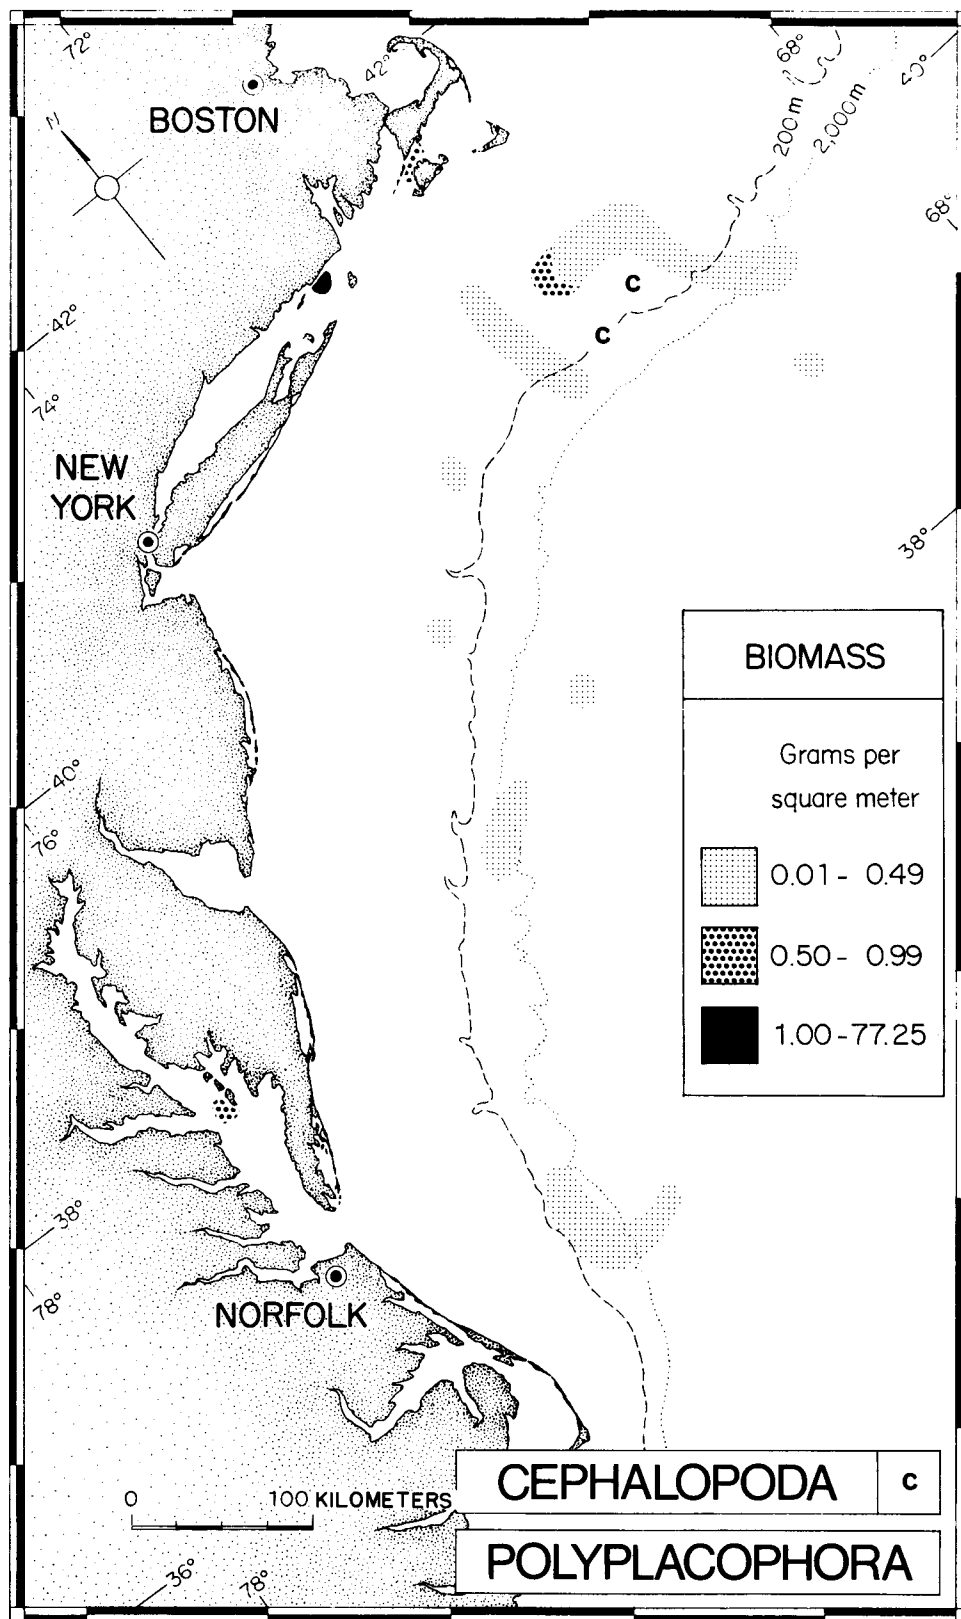 72°
42°
68°
40°
BOSTON
N
200m
2,000m
68°
C
C
42°
74°
NEW
YORK
38°
BIOMASS
Grams per
square meter
0.01 - 0.49
0.50 - 0.99
1.00 - 77.25
40°
76°
38°
78°
NORFOLK
CEPHALOPODA C
0 100 KILOMETERS
POLYPLACOPHORA
36°
78°